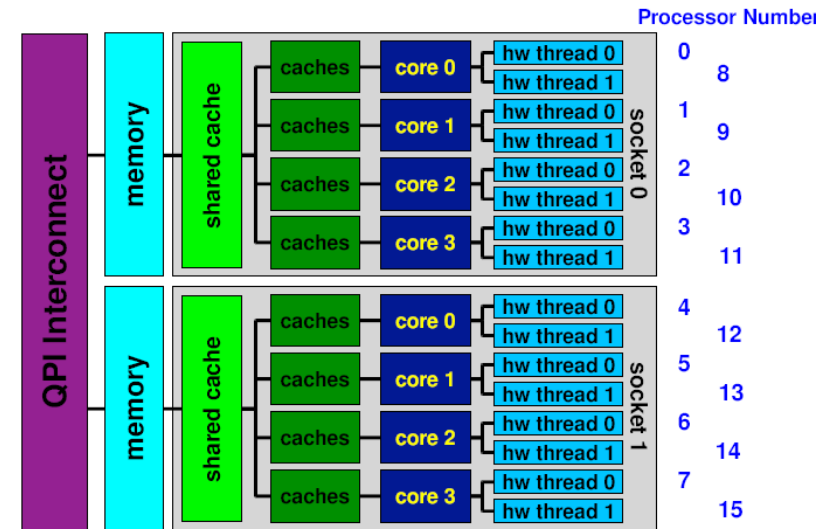 Processor Number
QPI Interconnect
memory
shared cache
caches
core 0
hw thread 0
0
hw thread 1
8
caches
core 1
hw thread 0
1
hw thread 1
9
caches
core 2
hw thread 0
2
hw thread 1
10
caches
core 3
hw thread 0
3
hw thread 1
11
socket 0
memory
shared cache
caches
core 0
hw thread 0
4
hw thread 1
12
caches
core 1
hw thread 0
5
hw thread 1
13
caches
core 2
hw thread 0
6
hw thread 1
14
caches
core 3
hw thread 0
7
hw thread 1
15
socket 1